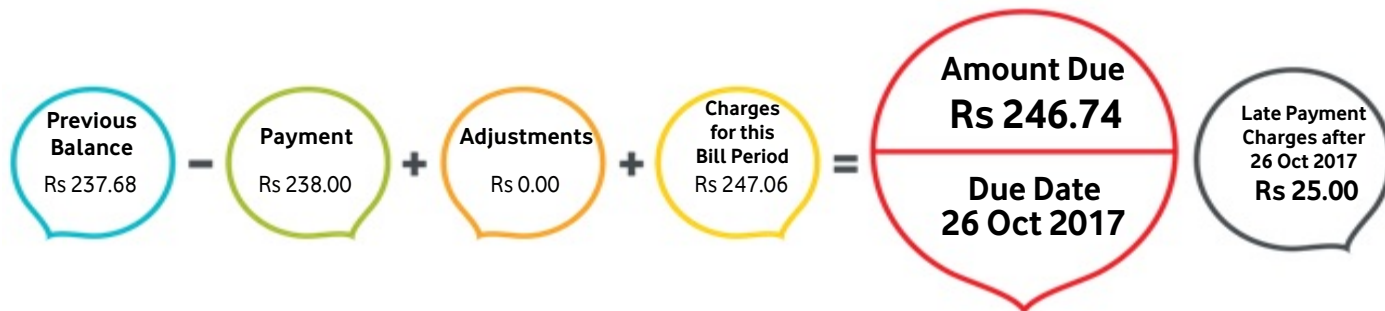 Previous
Balance
Rs 237.68
-
Payment
Rs 238.00
+
Adjustments
Rs 0.00
+
Charges
for this
Bill Period
Rs 247.06
=
Amount Due
Rs 246.74
Due Date
26 Oct 2017
Late Payment
Charges after
26 Oct 2017
Rs 25.00